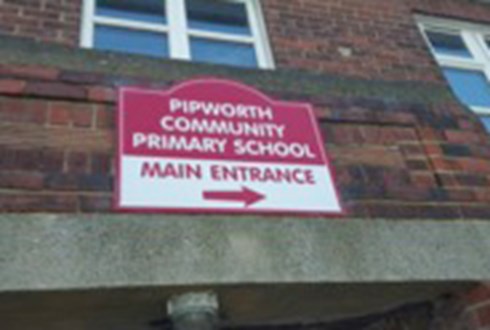 PIPWORTH
COMMUNITY
PRIMARY SCHOOL
MAIN ENTRANCE